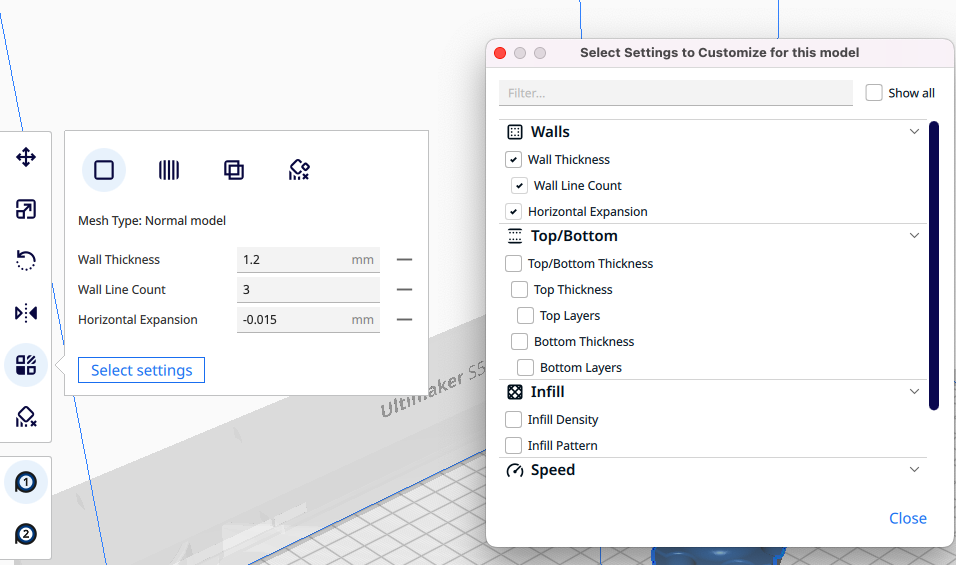 Select Settings to Customize for this model
Filter...
Show all
Walls
Wall Thickness
Wall Line Count
Horizontal Expansion
Top/Bottom
Top/Bottom Thickness
Top Thickness
Top Layers
Bottom Thickness
Bottom Layers
Infill
Infill Density
Infill Pattern
Speed
Close
Mesh Type: Normal model
Wall Thickness 1.2 mm
Wall Line Count 3
Horizontal Expansion -0.015 mm
Select settings
Ultimaker S5
1
2